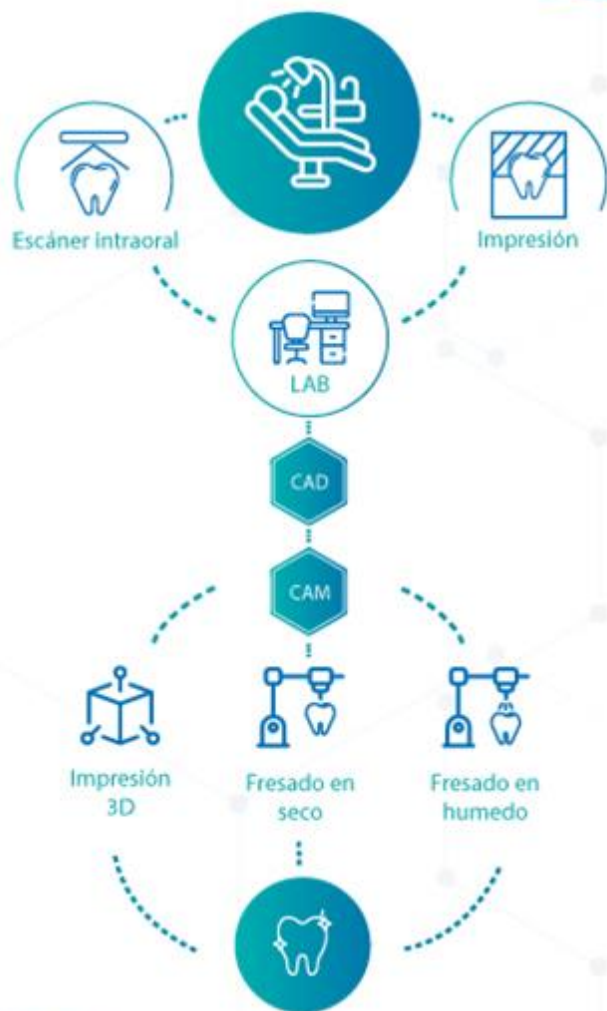 Escáner intraoral
Impresión
LAB
CAD
CAM
Impresión
3D
Fresado en
seco
Fresado en
humedo